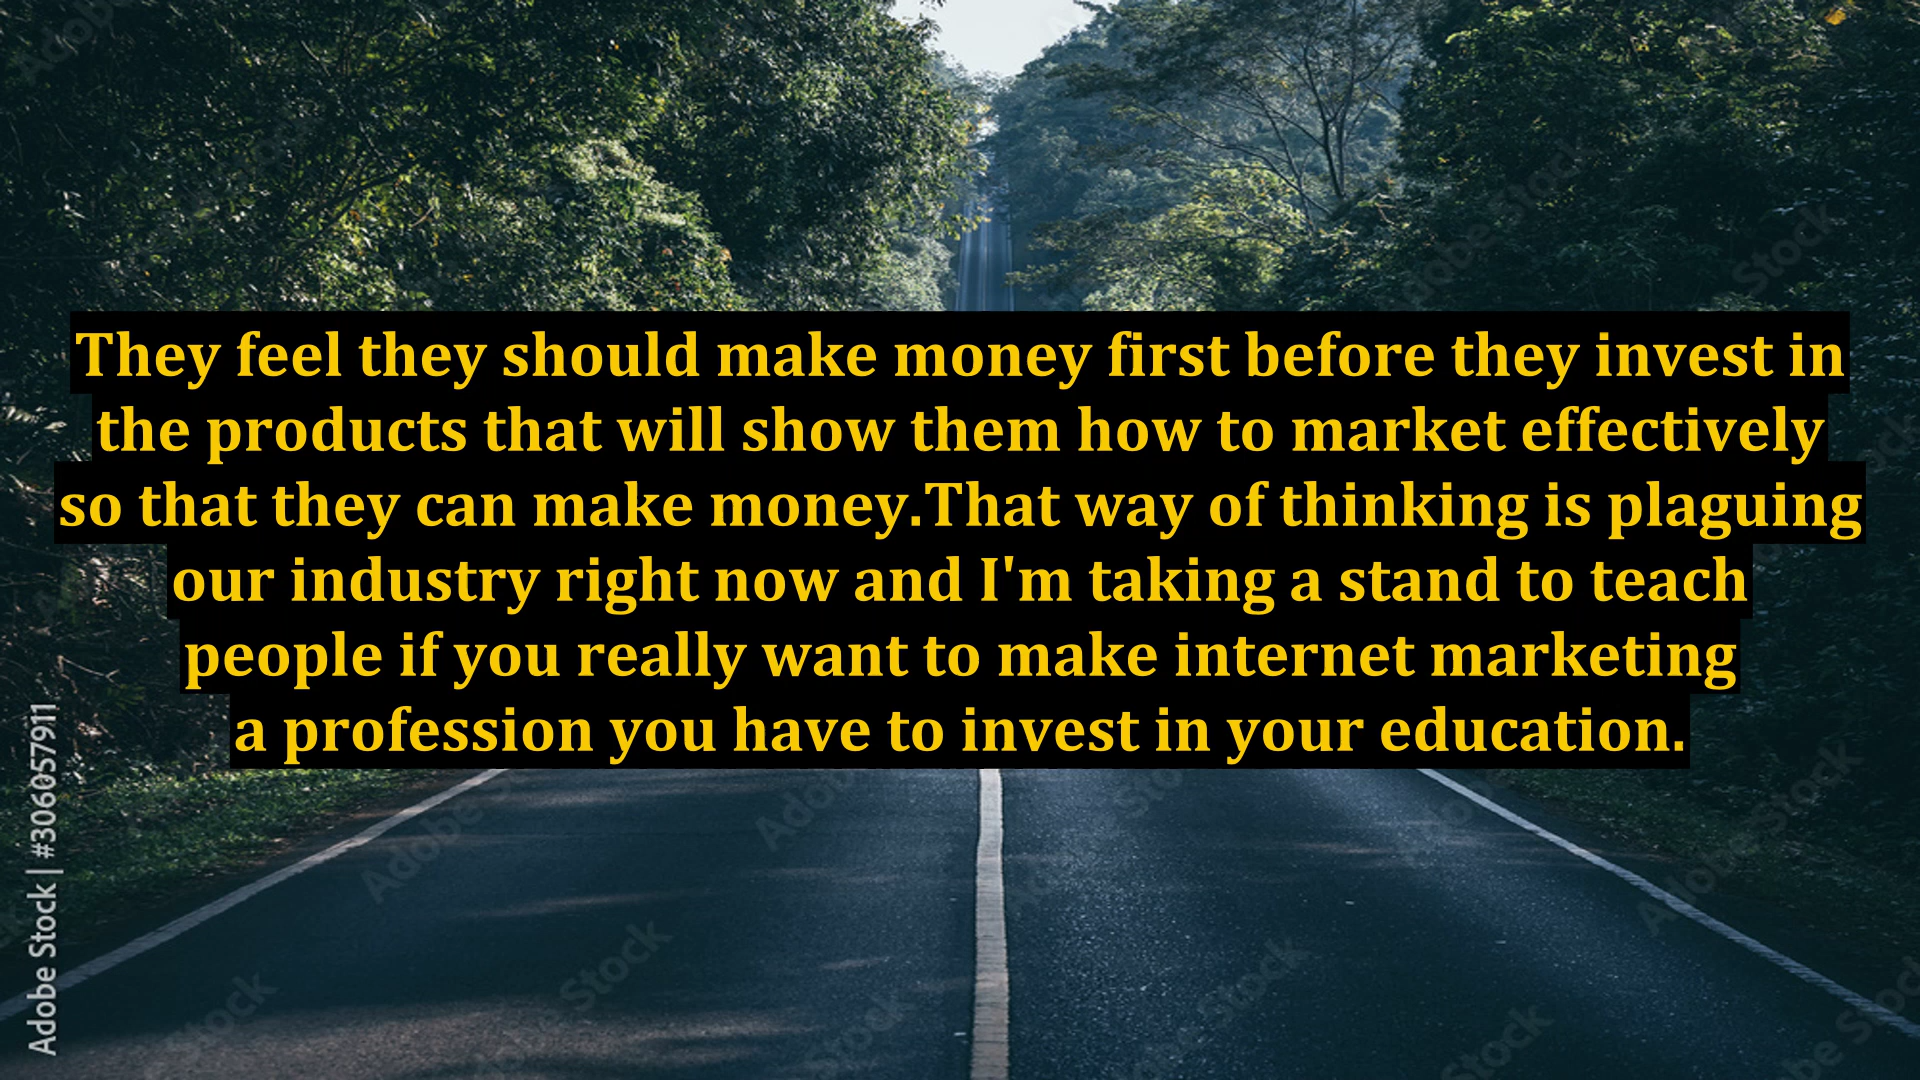 They feel they should make money first before they invest in
the products that will show them how to market effectively
so that they can make money.That way of thinking is plaguing
our industry right now and I'm taking a stand to teach
people if you really want to make internet marketing
a profession you have to invest in your education.
Adobe Stock | #306057911